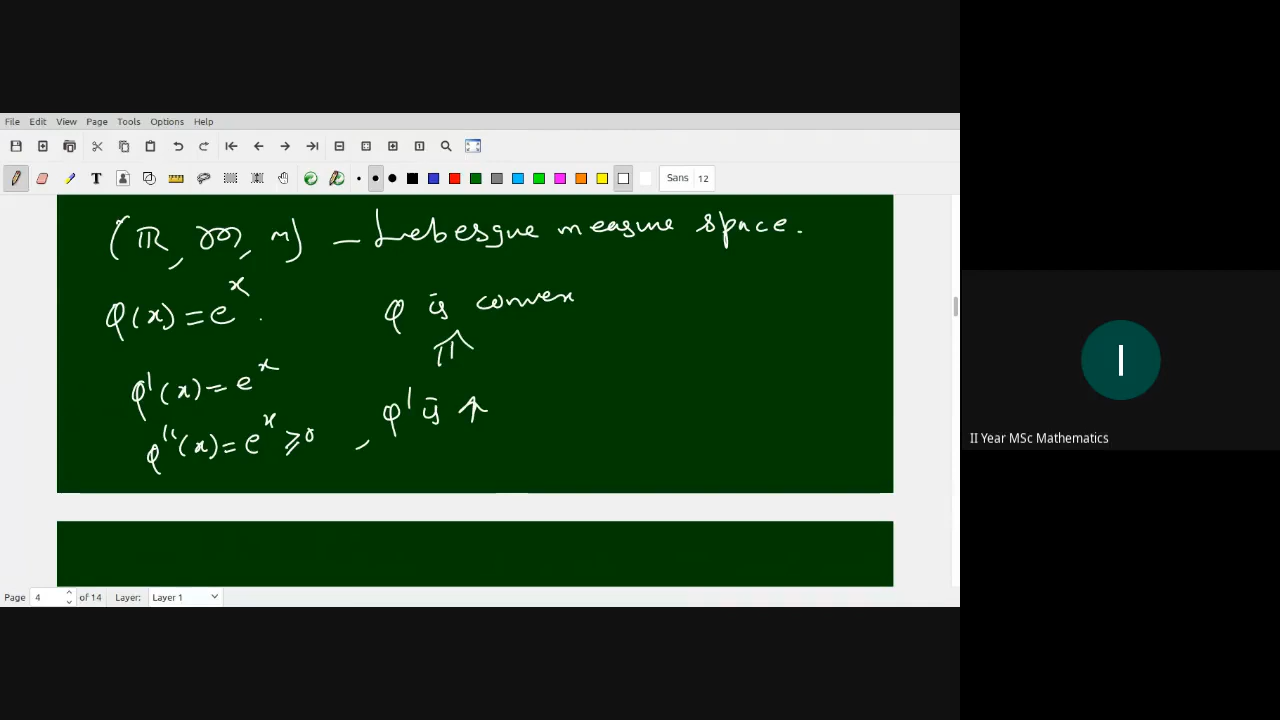 File Edit View Page Tools Options Help
Sans 12
(ℝ, 𝔐, m) – Lebesgue measure space.
φ(x) = e^x. φ is convex
⇑
φ'(x) = e^x
φ''(x) = e^x ≥ 0, φ' is ↑
I
II Year MSc Mathematics
Page 4 of 14 Layer: Layer 1